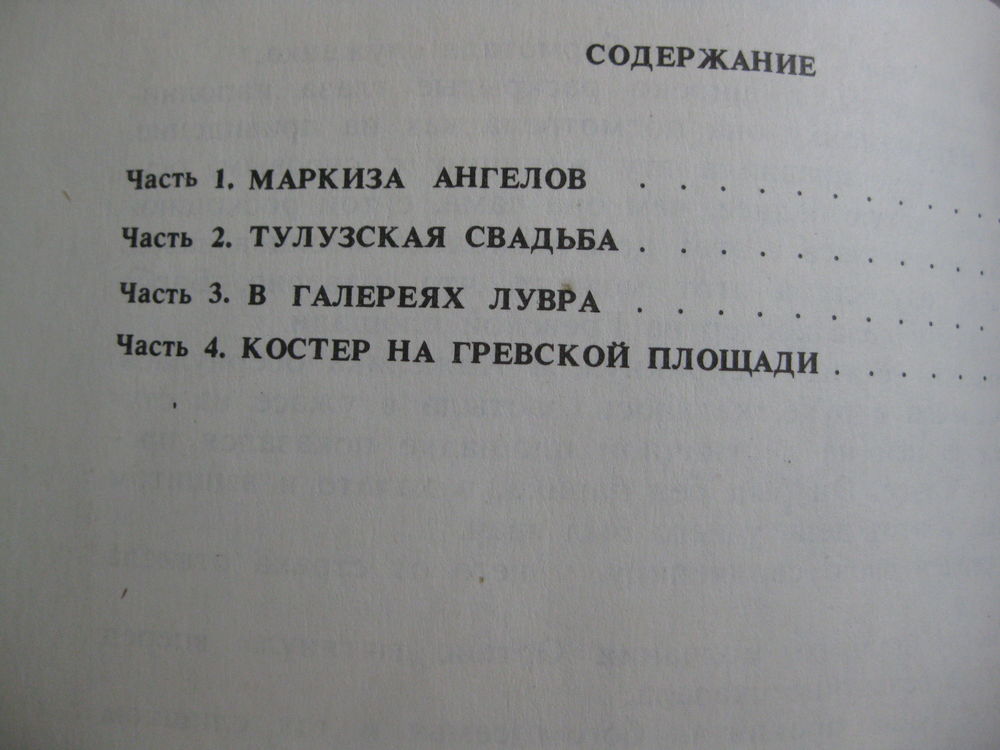 СОДЕРЖАНИЕ
Часть 1. МАРКИЗА АНГЕЛОВ . . . . . . . . . .
Часть 2. ТУЛУЗСКАЯ СВАДЬБА . . . . . . . . . .
Часть 3. В ГАЛЕРЕЯХ ЛУВРА . . . . . . . . . .
Часть 4. КОСТЕР НА ГРЕВСКОЙ ПЛОЩАДИ . . . . . .